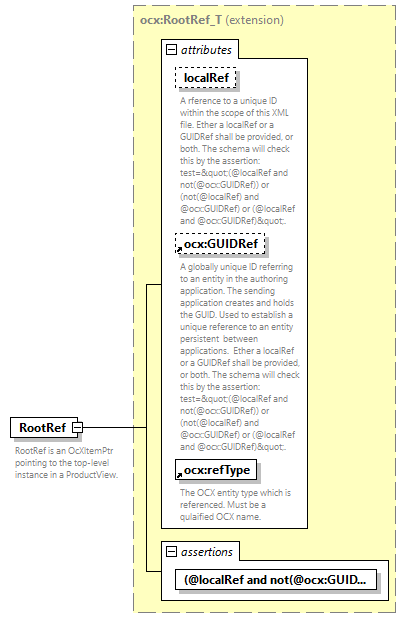 ocx:RootRef_T (extension)
attributes
localRef
A rference to a unique ID
within the scope of this XML
file. Ether a localRef or a
GUIDRef shall be provided, or
both. The schema will check
this by the assertion:
test=&quot;(@localRef and
not(@ocx:GUIDRef)) or
(not(@localRef) and
@ocx:GUIDRef) or (@localRef
and @ocx:GUIDRef)&quot;.
ocx:GUIDRef
A globally unique ID referring
to an entity in the authoring
application. The sending
application creates and holds
the GUID. Used to establish a
unique reference to an entity
persistent between
applications. Ether a localRef
or a GUIDRef shall be provided,
or both. The schema will check
this by the assertion:
test=&quot;(@localRef and
not(@ocx:GUIDRef)) or
(not(@localRef) and
@ocx:GUIDRef) or (@localRef
and @ocx:GUIDRef)&quot;.
RootRef
RootRef is an OcXItemPtr
pointing to the top-level
instance in a ProductView.
ocx:refType
The OCX entity type which is
referenced. Must be a
qulaified OCX name.
assertions
(@localRef and not(@ocx:GUID...